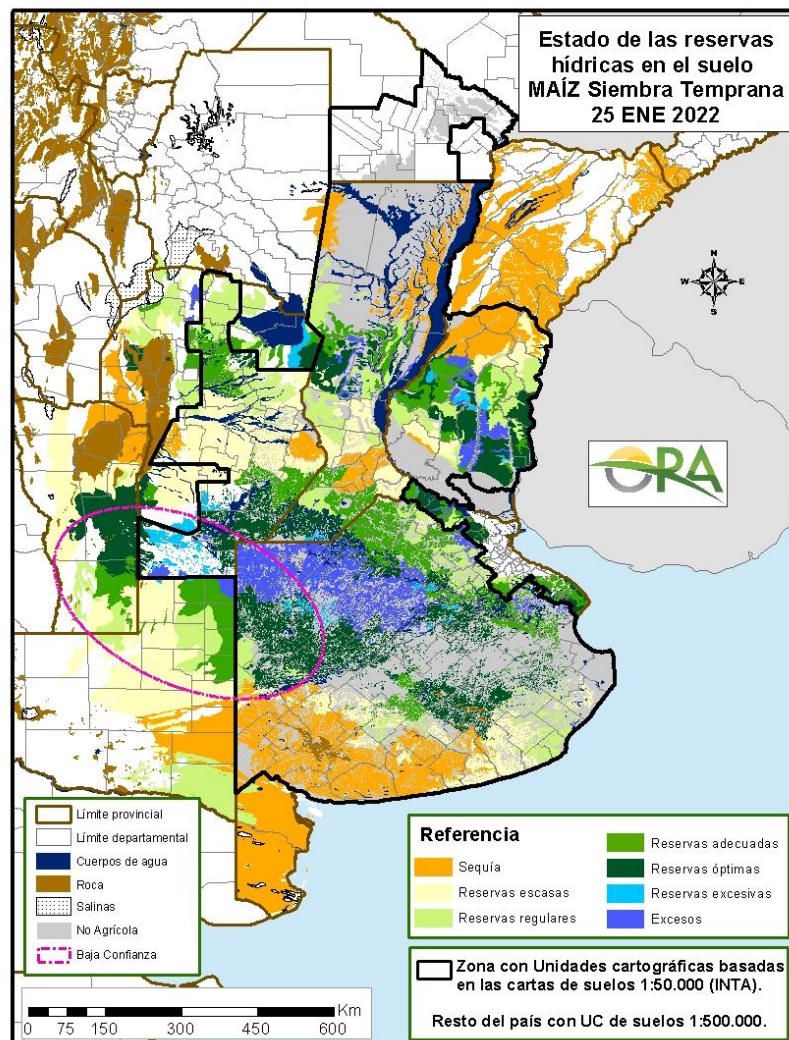 Estado de las reservas
hídricas en el suelo
MAÍZ Siembra Temprana
25 ENE 2022
N
W
E
S
ORA
Límite provincial
Límite departamental
Cuerpos de agua
Roca
Salinas
No Agrícola
Baja Confianza
Referencia
Sequía
Reservas escasas
Reservas regulares
Reservas adecuadas
Reservas óptimas
Reservas excesivas
Excesos
Zona con Unidades cartográficas basadas
en las cartas de suelos 1:50.000 (INTA).
Resto del país con UC de suelos 1:500.000.
Km
0 75 150 300 450 600